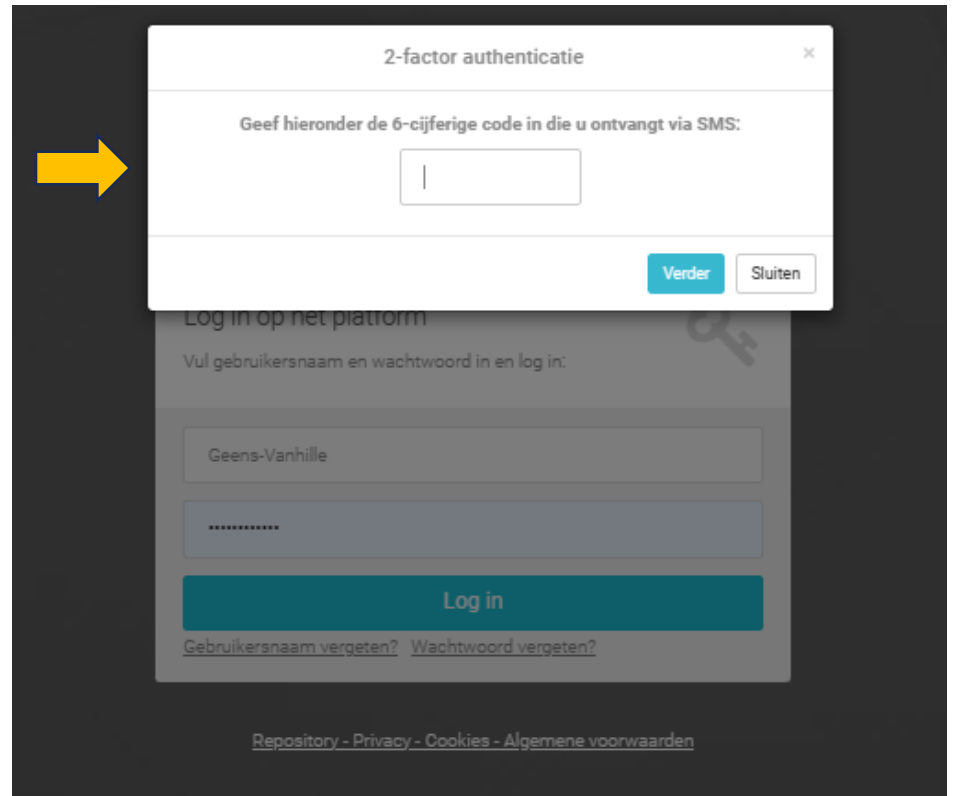 2-factor authenticatie
×
Geef hieronder de 6-cijferige code in die u ontvangt via SMS:
Verder
Sluiten
Log in op het platform
Vul gebruikersnaam en wachtwoord in en log in:
Geens-Vanhille
••••••••••••
Log in
Gebruikersnaam vergeten? Wachtwoord vergeten?
Repository - Privacy - Cookies - Algemene voorwaarden